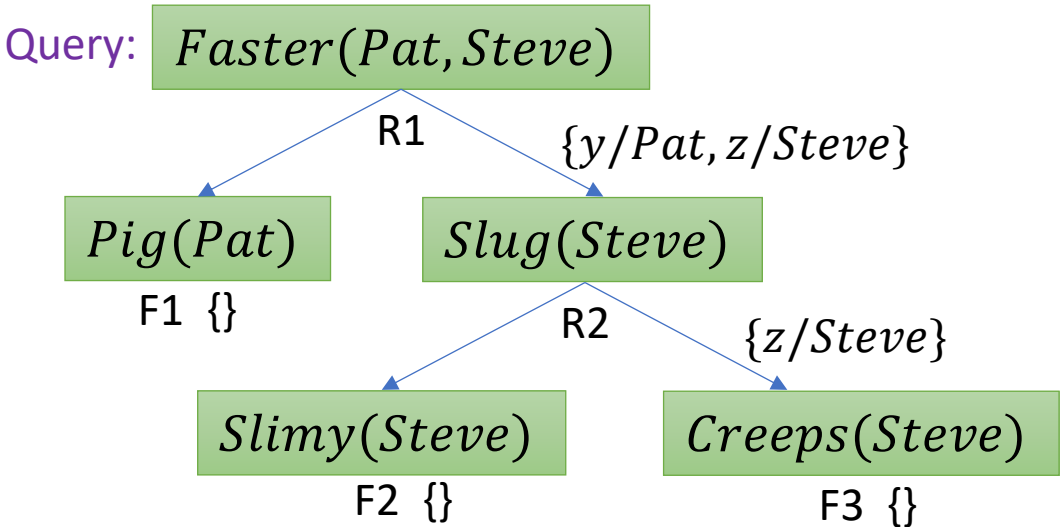 Query: Faster(Pat, Steve)
R1
{y/Pat, z/Steve}
Pig(Pat)
Slug(Steve)
F1 {}
R2
{z/Steve}
Slimy(Steve)
Creeps(Steve)
F2 {}
F3 {}